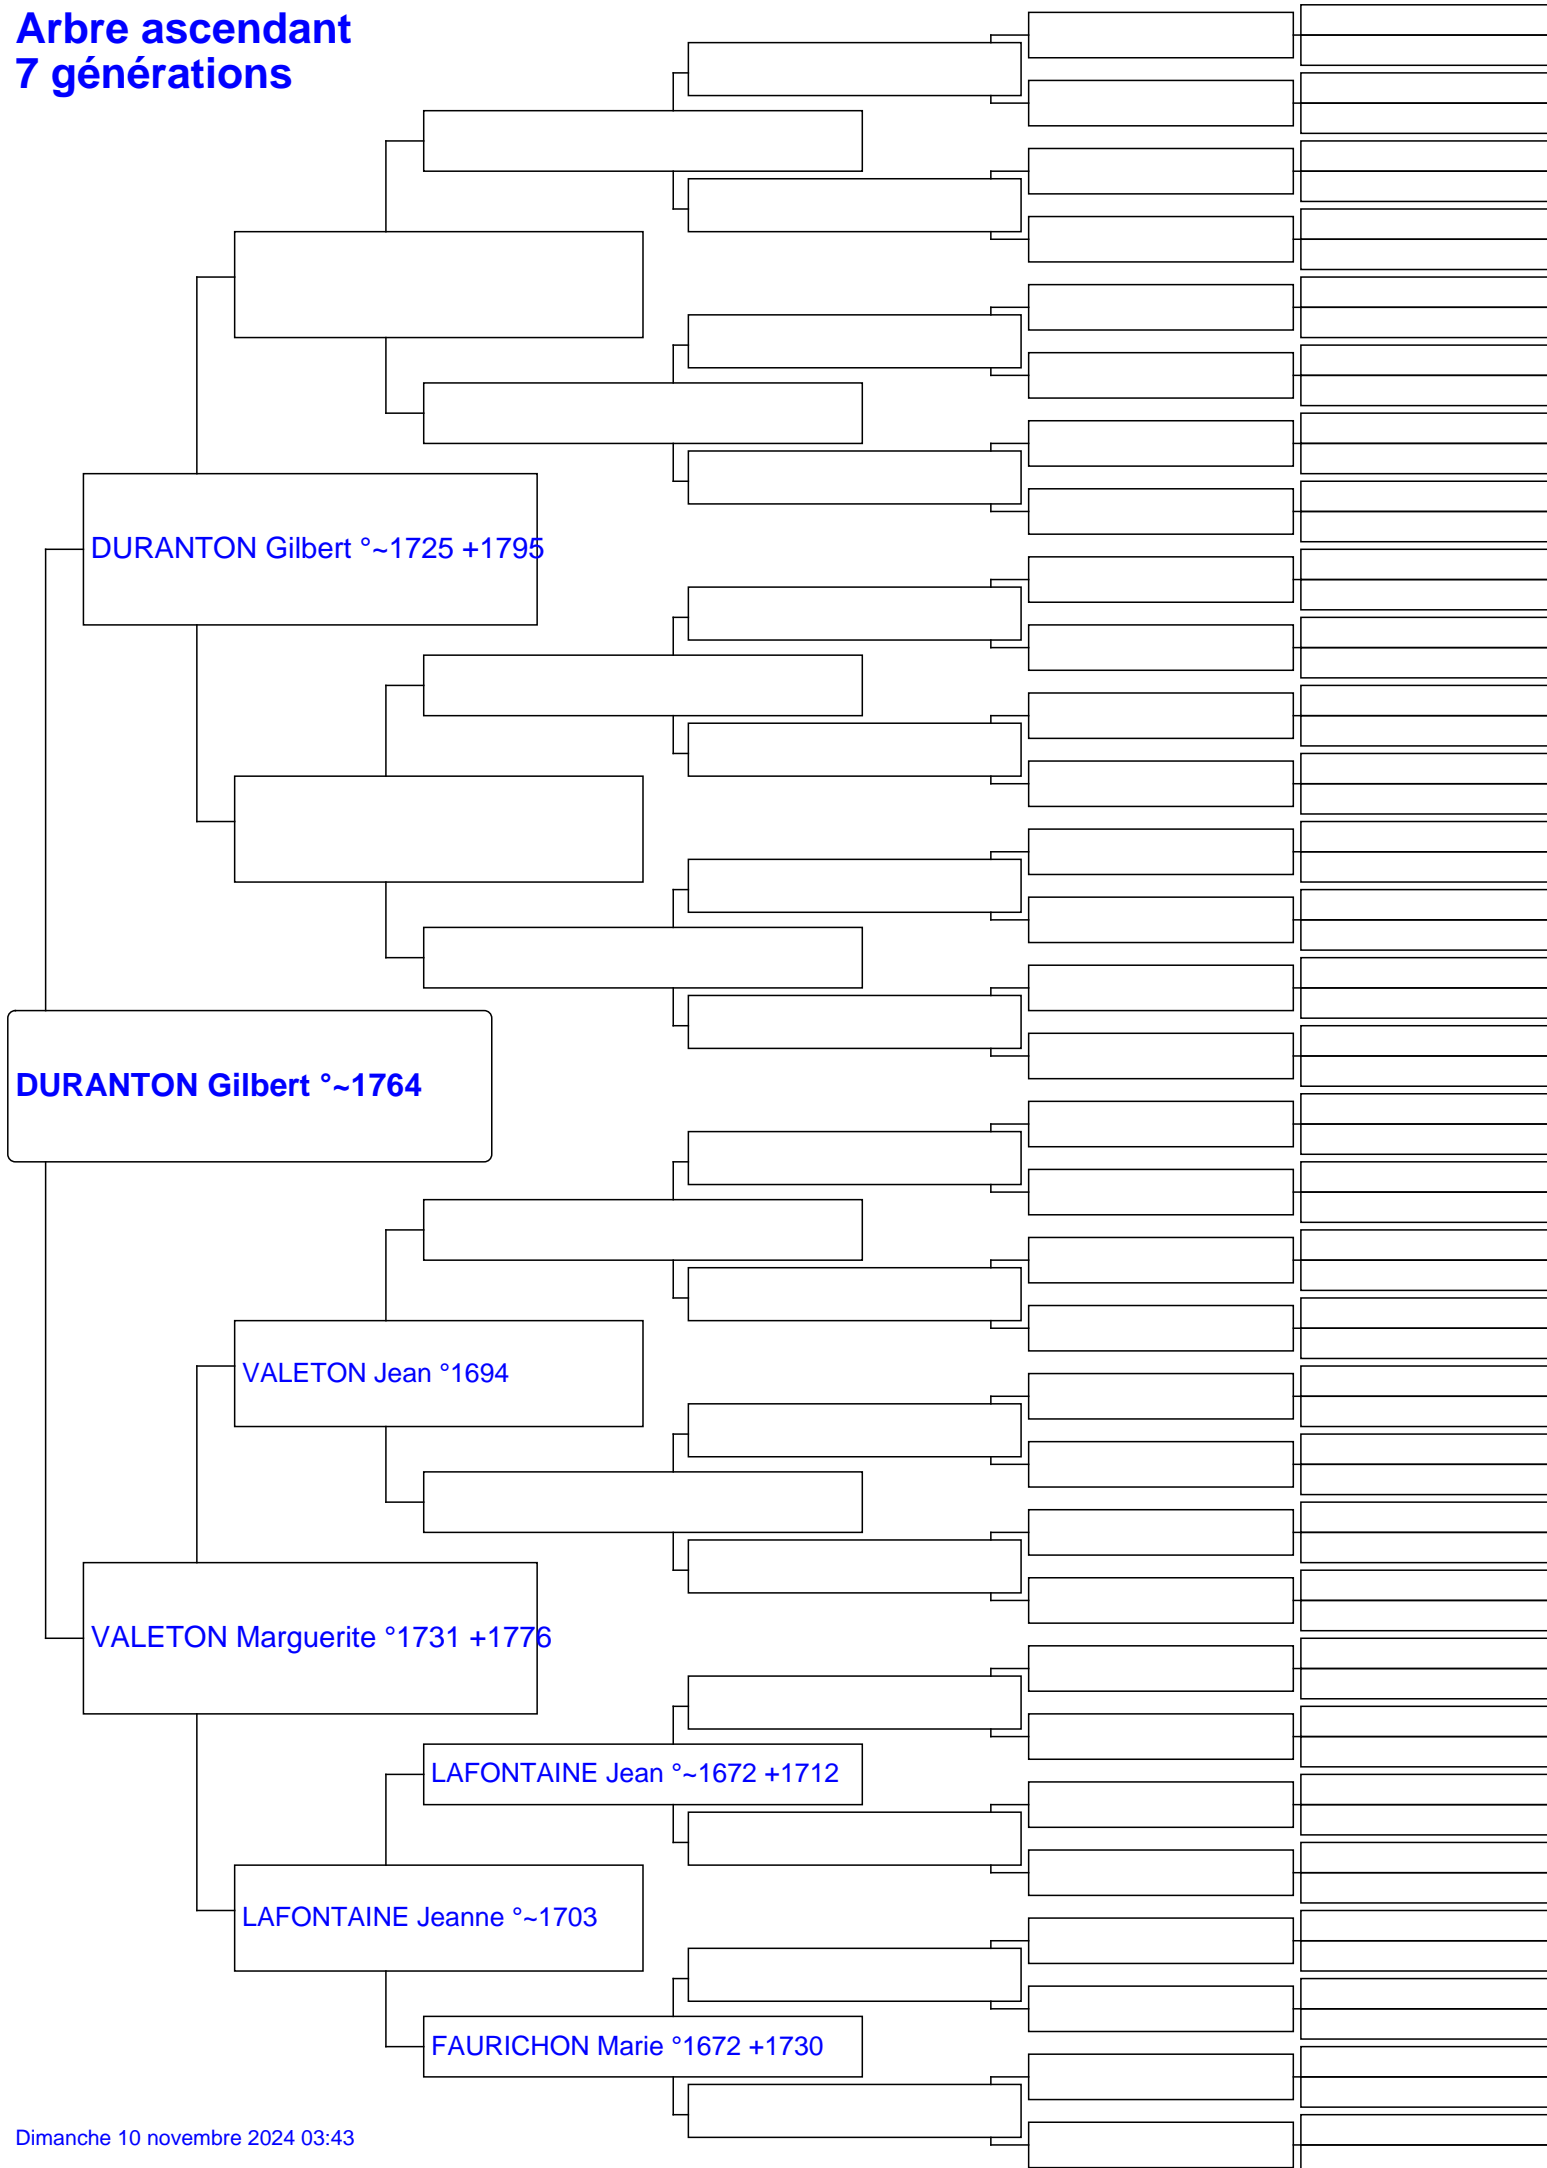 Arbre ascendant
7 générations
DURANTON Gilbert °~1725 +1795
DURANTON Gilbert °~1764
VALETON Jean °1694
VALETON Marguerite °1731 +1776
LAFONTAINE Jean °~1672 +1712
LAFONTAINE Jeanne °~1703
FAURICHON Marie °1672 +1730
Dimanche 10 novembre 2024 03:43